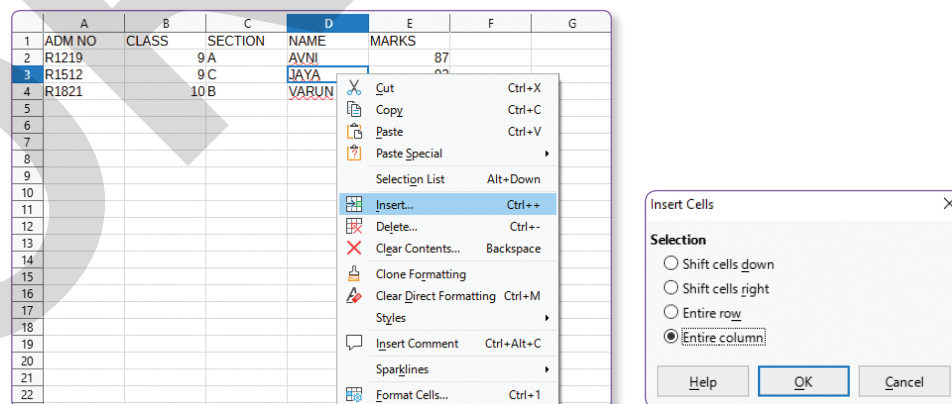 A B C D E F G
1 ADM NO CLASS SECTION NAME MARKS
2 R1219 9 A AVNI 87
3 R1512 9 C JAYA
4 R1821 10 B VARUN
5
6
7
8
9
10
11
12
13
14
15
16
17
18
19
20
21
22
Cut Ctrl+X
Copy Ctrl+C
Paste Ctrl+V
Paste Special
Selection List Alt+Down
Insert... Ctrl++
Delete... Ctrl+-
Clear Contents... Backspace
Clone Formatting
Clear Direct Formatting Ctrl+M
Styles
Insert Comment Ctrl+Alt+C
Sparklines
Format Cells... Ctrl+1
Insert Cells
Selection
Shift cells down
Shift cells right
Entire row
Entire column
Help OK Cancel